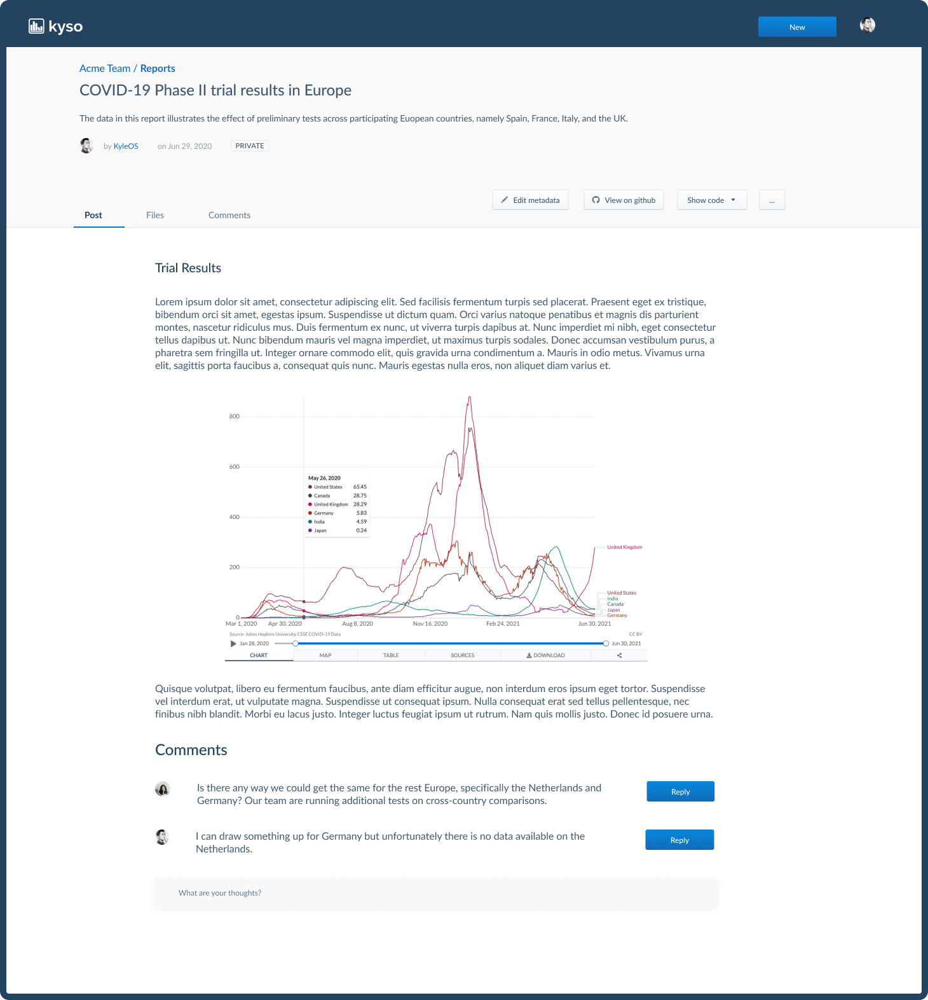 kyso
New
Acme Team / Reports
COVID-19 Phase II trial results in Europe
The data in this report illustrates the effect of preliminary tests across participating Euopean countries, namely Spain, France, Italy, and the UK.
by KyleOS on Jun 29, 2020 PRIVATE
Edit metadata View on github Show code ...
Post Files Comments
Trial Results
Lorem ipsum dolor sit amet, consectetur adipiscing elit. Sed facilisis fermentum turpis sed placerat. Praesent eget ex tristique,
bibendum orci sit amet, egestas ipsum. Suspendisse ut dictum quam. Orci varius natoque penatibus et magnis dis parturient
montes, nascetur ridiculus mus. Duis fermentum ex nunc, ut viverra turpis dapibus at. Nunc imperdiet mi nibh, eget consectetur
tellus dapibus ut. Nunc bibendum mauris vel magna imperdiet, ut maximus turpis sodales. Donec accumsan vestibulum purus, a
pharetra sem fringilla ut. Integer ornare commodo elit, quis gravida urna condimentum a. Mauris in odio metus. Vivamus urna
elit, sagittis porta faucibus a, consequat quis nunc. Mauris egestas nulla eros, non aliquet diam varius et.
800
600
May 26, 2020
United States 65.45
Canada 28.75
United Kingdom 28.29
Germany 5.83
India 4.59
Japan 0.24
400
United Kingdom
200
United States
India
Canada
Japan
Germany
0
Mar 1, 2020 Apr 30, 2020 Aug 8, 2020 Nov 16, 2020 Feb 24, 2021 Jun 30, 2021
Source: Johns Hopkins University CSSE COVID-19 Data CC BY
Jan 28, 2020 Jun 30, 2021
CHART MAP TABLE SOURCES DOWNLOAD
Quisque volutpat, libero eu fermentum faucibus, ante diam efficitur augue, non interdum eros ipsum eget tortor. Suspendisse
vel interdum erat, ut vulputate magna. Suspendisse ut consequat ipsum. Nulla consequat erat sed tellus pellentesque, nec
finibus nibh blandit. Morbi eu lacus justo. Integer luctus feugiat ipsum ut rutrum. Nam quis mollis justo. Donec id posuere urna.
Comments
Is there any way we could get the same for the rest Europe, specifically the Netherlands and
Germany? Our team are running additional tests on cross-country comparisons.
Reply
I can draw something up for Germany but unfortunately there is no data available on the
Netherlands.
Reply
What are your thoughts?